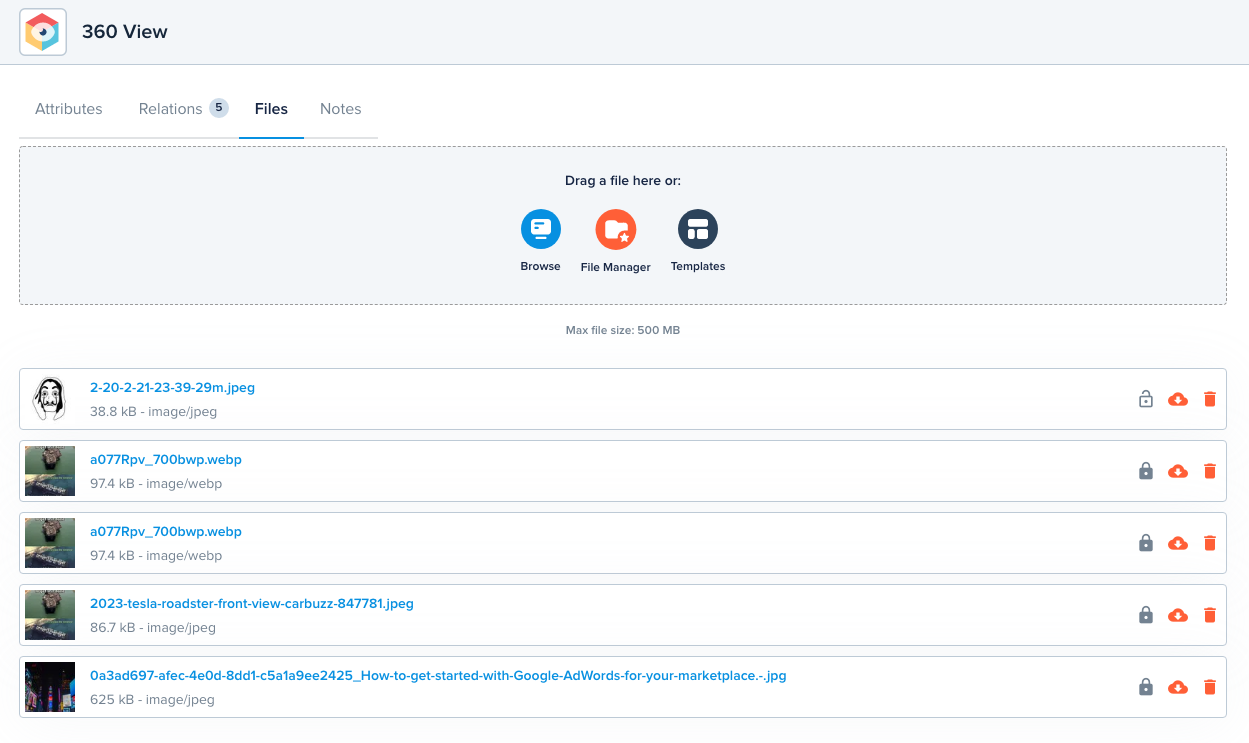 360 View
Attributes
Relations 5
Files
Notes
Drag a file here or:
Browse
File Manager
Templates
Max file size: 500 MB
2-20-2-21-23-39-29m.jpeg
38.8 kB - image/jpeg
a077Rpv_700bwp.webp
97.4 kB - image/webp
a077Rpv_700bwp.webp
97.4 kB - image/webp
2023-tesla-roadster-front-view-carbuzz-847781.jpeg
86.7 kB - image/jpeg
0a3ad697-afec-4e0d-8dd1-c5a1a9ee2425_How-to-get-started-with-Google-AdWords-for-your-marketplace.-.jpg
625 kB - image/jpeg